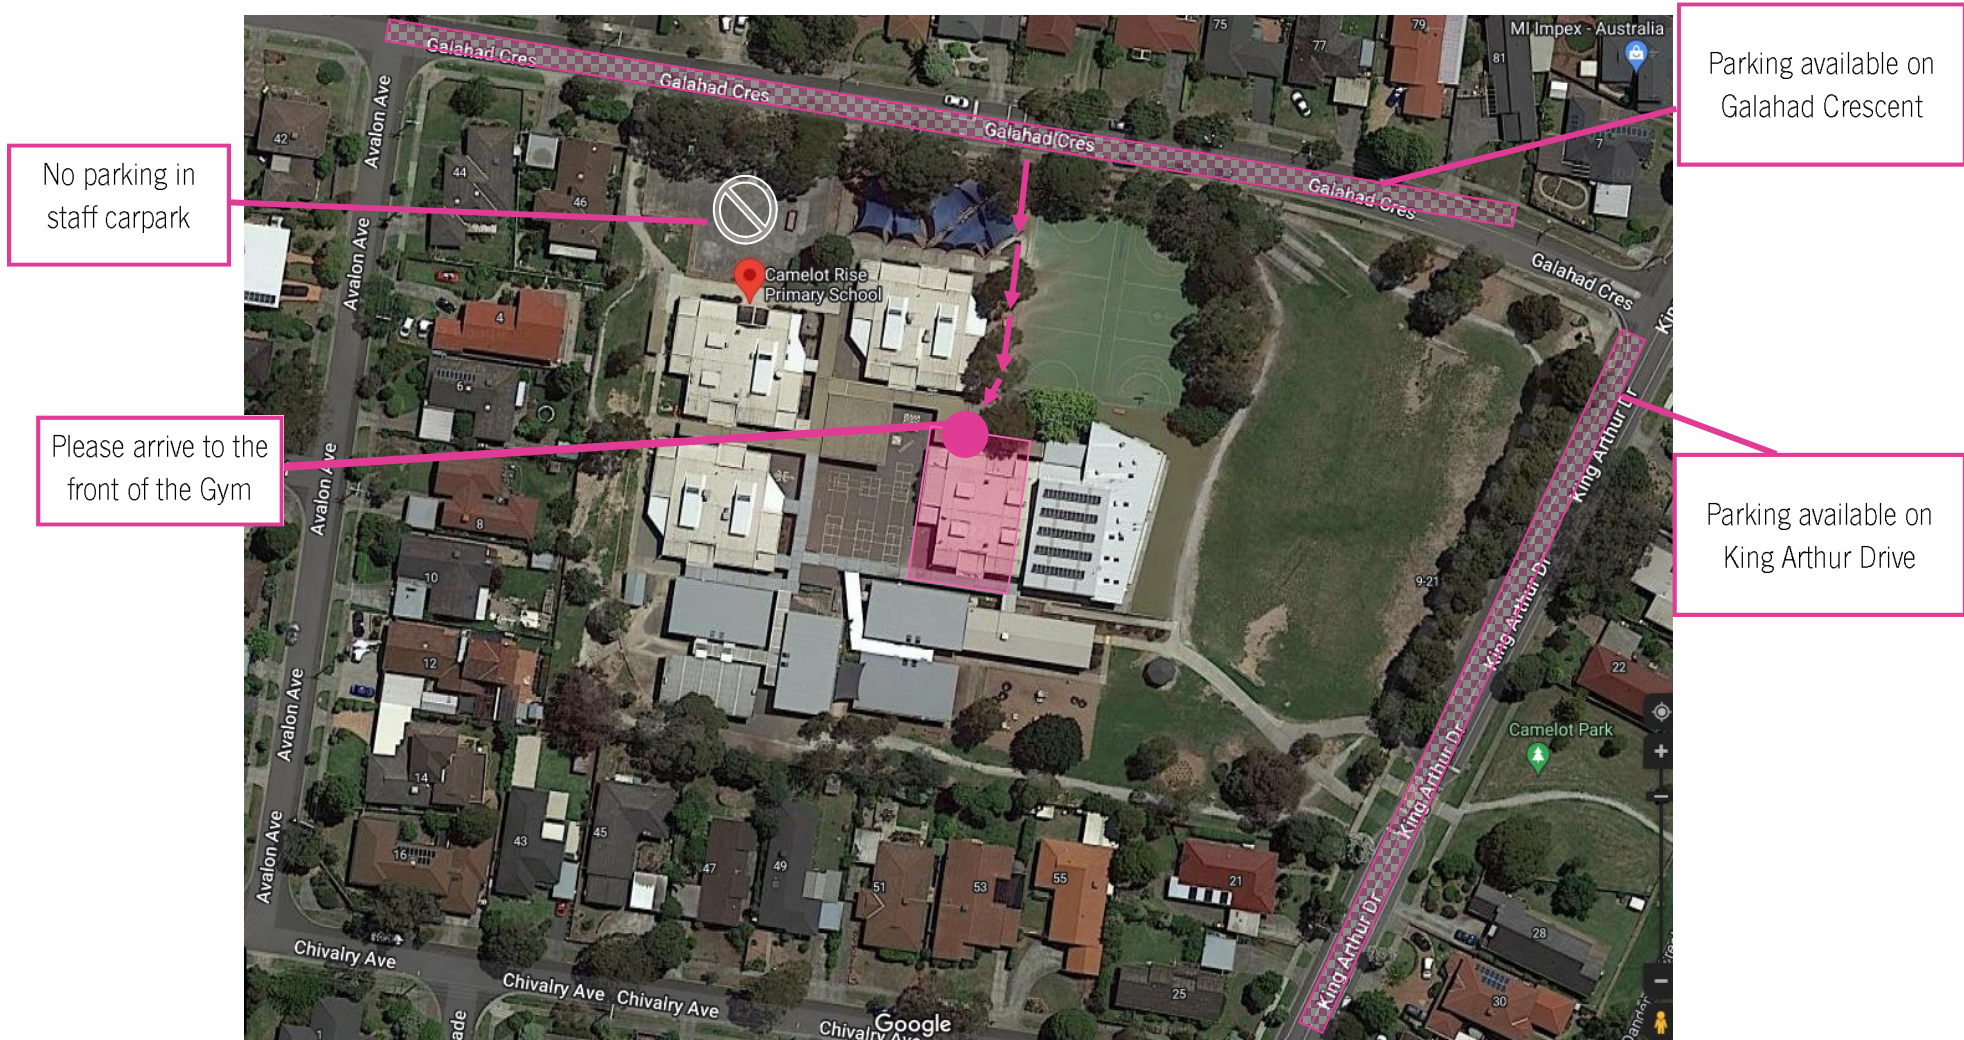 Parking available on
Galahad Crescent
No parking in
staff carpark
Please arrive to the
front of the Gym
Parking available on
King Arthur Drive
Galahad Cres
Galahad Cres
Galahad Cres
Galahad Cres
Galahad Cres
MI Impex - Australia
75
77
79
81
7
42
44
46
Avalon Ave
Avalon Ave
Avalon Ave
Avalon Ave
Avalon Ave
Camelot Rise
Primary School
4
6
8
10
12
14
16
43
45
47
49
51
53
55
21
25
22
28
30
9-21
1
King Arthur Dr
King Arthur Dr
King Arthur Dr
King Arthur Dr
Camelot Park
Chivalry Ave
Chivalry Ave
Chivalry Ave
Chivalry Ave
Google